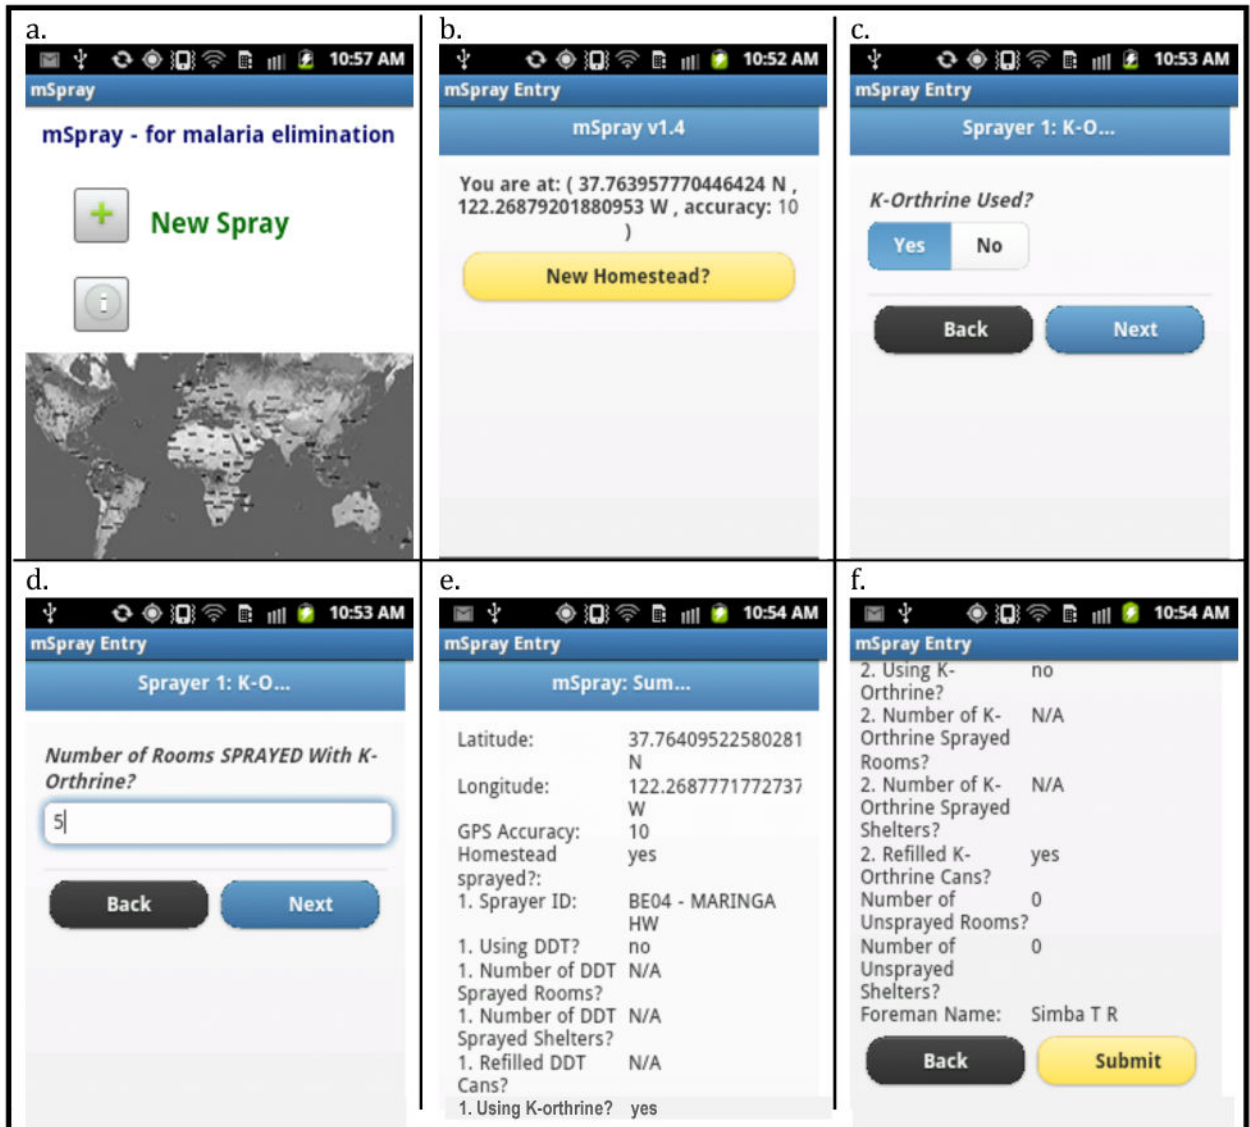 a.
10:57 AM
mSpray
mSpray - for malaria elimination
New Spray
b.
10:52 AM
mSpray Entry
mSpray v1.4
You are at: ( 37.763957770446424 N ,
122.26879201880953 W , accuracy: 10
)
New Homestead?
c.
10:53 AM
mSpray Entry
Sprayer 1: K-O...
K-Orthrine Used?
Yes No
Back Next
d.
10:53 AM
mSpray Entry
Sprayer 1: K-O...
Number of Rooms SPRAYED With K-
Orthrine?
5
Back Next
e.
10:54 AM
mSpray Entry
mSpray: Sum...
Latitude: 37.76409522580281
N
Longitude: 122.2687771772737
W
GPS Accuracy: 10
Homestead yes
sprayed?:
1. Sprayer ID: BE04 - MARINGA
HW
1. Using DDT? no
1. Number of DDT N/A
Sprayed Rooms?
1. Number of DDT N/A
Sprayed Shelters?
1. Refilled DDT N/A
Cans?
1. Using K-orthrine? yes
f.
10:54 AM
mSpray Entry
2. Using K- no
Orthrine?
2. Number of K- N/A
Orthrine Sprayed
Rooms?
2. Number of K- N/A
Orthrine Sprayed
Shelters?
2. Refilled K- yes
Orthrine Cans?
Number of 0
Unsprayed Rooms?
Number of 0
Unsprayed
Shelters?
Foreman Name: Simba T R
Back Submit